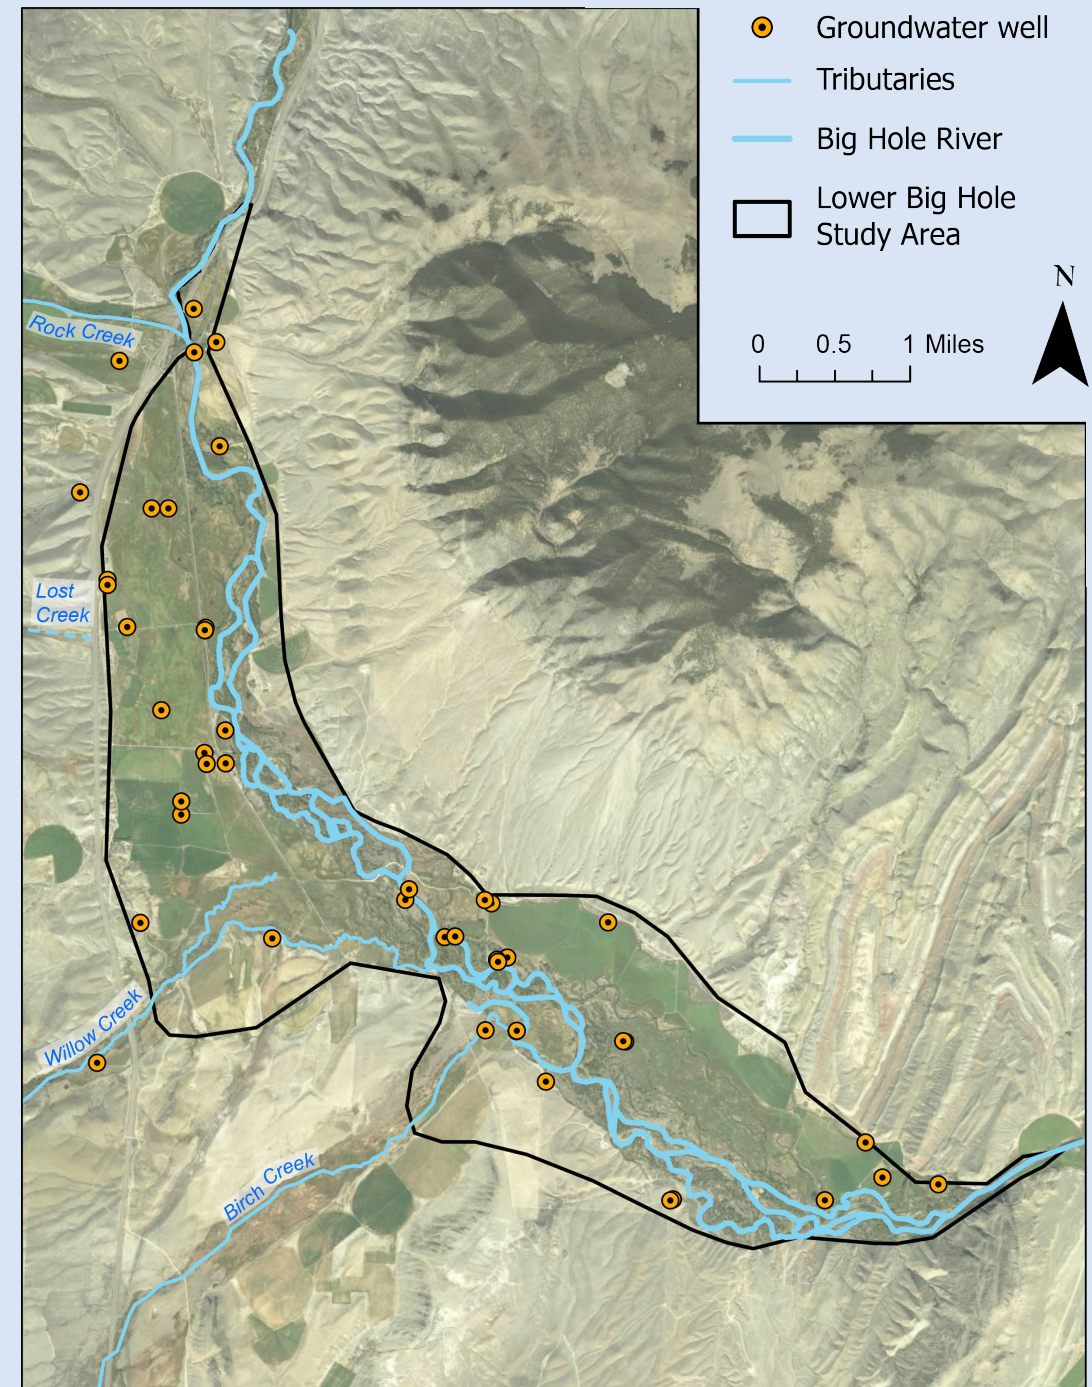 Groundwater well
Tributaries
Big Hole River
Lower Big Hole
Study Area
N
0 0.5 1 Miles
Rock Creek
Lost
Creek
Willow Creek
Birch Creek